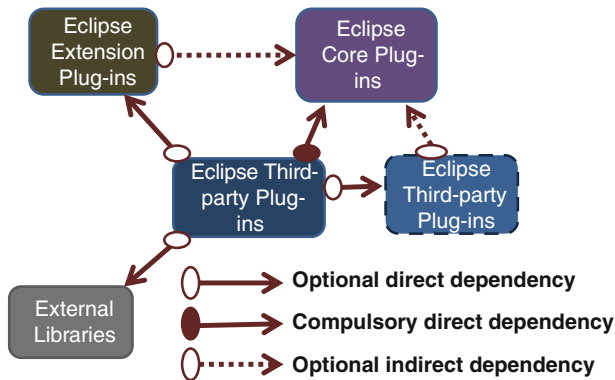 Eclipse
Extension
Plug-ins
Eclipse
Core Plug-
ins
Eclipse Third-
party Plug-
ins
Eclipse
Third-party
Plug-ins
External
Libraries
Optional direct dependency
Compulsory direct dependency
Optional indirect dependency